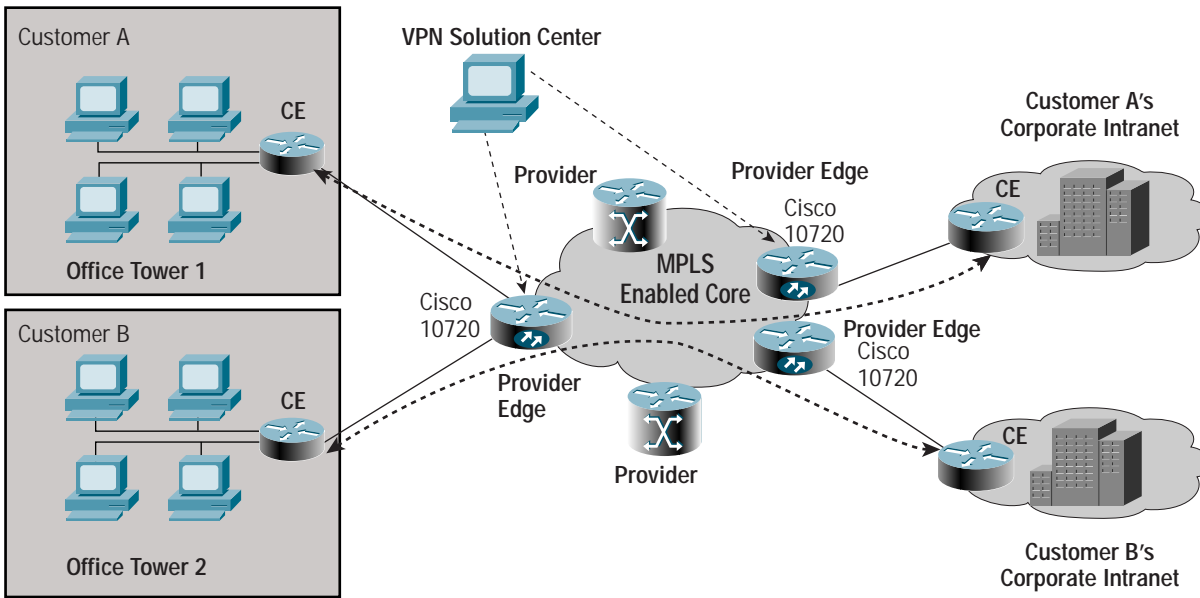 Customer A
CE
Office Tower 1
Customer B
CE
Office Tower 2
VPN Solution Center
Provider
Provider Edge
Cisco
10720
MPLS
Enabled Core
Cisco
10720
Provider
Edge
Provider Edge
Cisco
10720
Provider
Customer A's
Corporate Intranet
CE
CE
Customer B's
Corporate Intranet